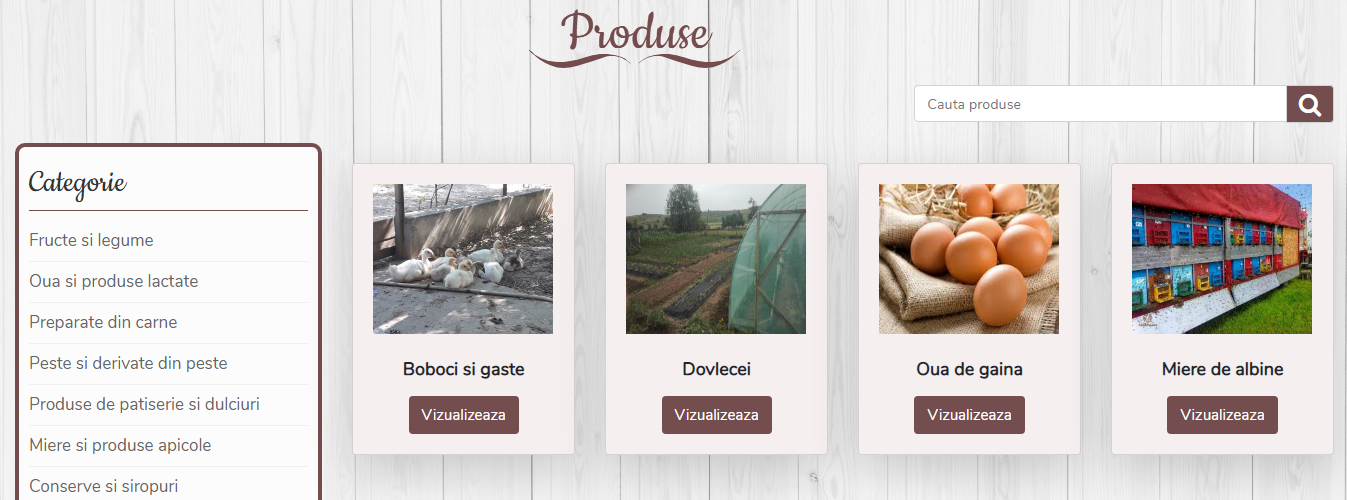 Produse
Cauta produse
Categorie
Fructe si legume
Oua si produse lactate
Preparate din carne
Peste si derivate din peste
Produse de patiserie si dulciuri
Miere si produse apicole
Conserve si siropuri
Boboci si gaste
Vizualizeaza
Dovlecei
Vizualizeaza
Oua de gaina
Vizualizeaza
Miere de albine
Vizualizeaza